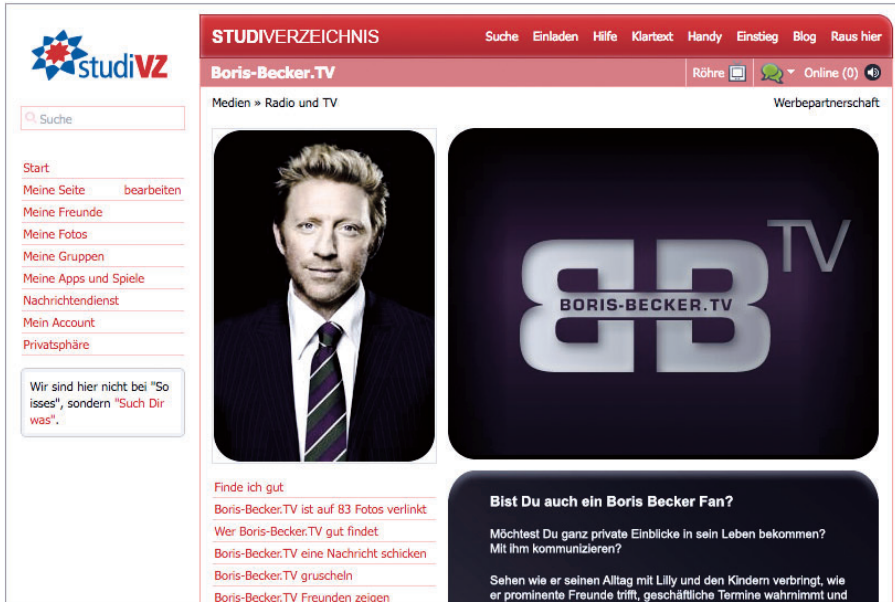 studiVZ
Suche
Start
Meine Seite bearbeiten
Meine Freunde
Meine Fotos
Meine Gruppen
Meine Apps und Spiele
Nachrichtendienst
Mein Account
Privatsphäre
Wir sind hier nicht bei "So
isses", sondern "Such Dir
was".
STUDIVERZEICHNIS
Suche Einladen Hilfe Klartext Handy Einstieg Blog Raus hier
Boris-Becker.TV
Röhre Online (0)
Medien » Radio und TV
Werbepartnerschaft
BB TV
BORIS-BECKER.TV
Finde ich gut
Boris-Becker.TV ist auf 83 Fotos verlinkt
Wer Boris-Becker.TV gut findet
Boris-Becker.TV eine Nachricht schicken
Boris-Becker.TV gruscheln
Boris-Becker.TV Freunden zeigen
Bist Du auch ein Boris Becker Fan?
Möchtest Du ganz private Einblicke in sein Leben bekommen?
Mit ihm kommunizieren?
Sehen wie er seinen Alltag mit Lilly und den Kindern verbringt, wie
er prominente Freunde trifft, geschäftliche Termine wahrnimmt und